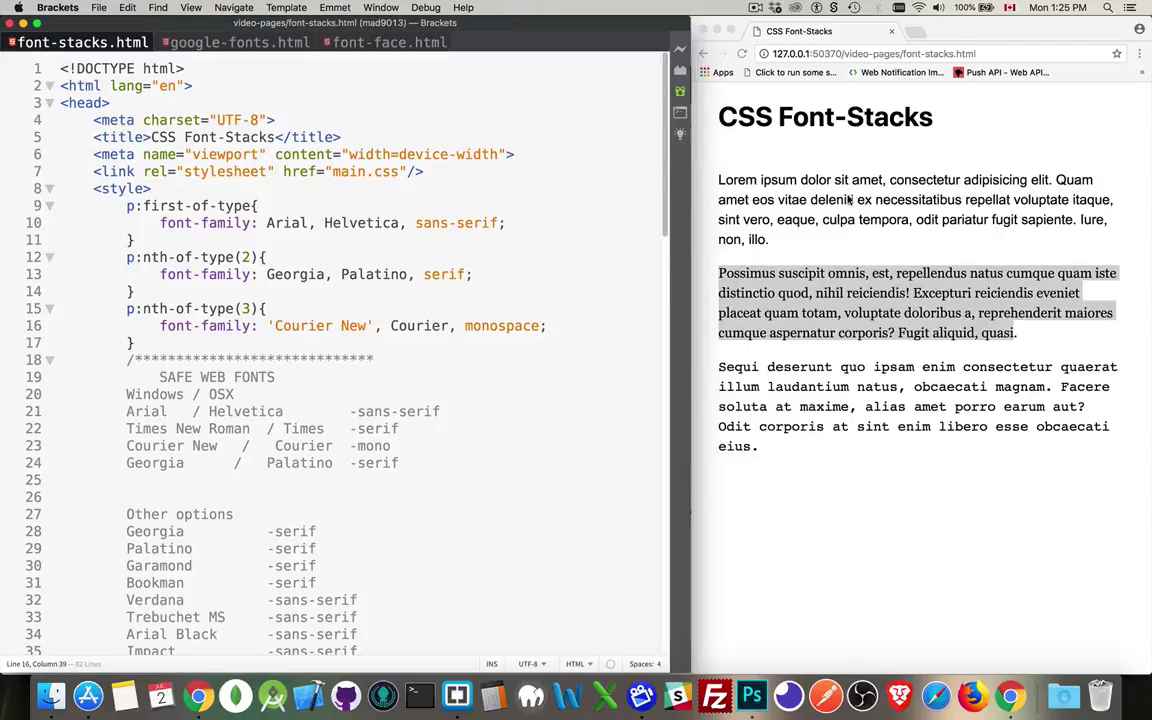 Brackets File Edit Find View Navigate Template Emmet Window Debug Help 100% Mon 1:25 PM
video-pages/font-stacks.html (mad9013) — Brackets
font-stacks.html google-fonts.html font-face.html
1 <!DOCTYPE html>
2 <html lang="en">
3 <head>
4 <meta charset="UTF-8">
5 <title>CSS Font-Stacks</title>
6 <meta name="viewport" content="width=device-width">
7 <link rel="stylesheet" href="main.css"/>
8 <style>
9 p:first-of-type{
10 font-family: Arial, Helvetica, sans-serif;
11 }
12 p:nth-of-type(2){
13 font-family: Georgia, Palatino, serif;
14 }
15 p:nth-of-type(3){
16 font-family: 'Courier New', Courier, monospace;
17 }
18 /****************************
19 SAFE WEB FONTS
20 Windows / OSX
21 Arial / Helvetica -sans-serif
22 Times New Roman / Times -serif
23 Courier New / Courier -mono
24 Georgia / Palatino -serif
25
26
27 Other options
28 Georgia -serif
29 Palatino -serif
30 Garamond -serif
31 Bookman -serif
32 Verdana -sans-serif
33 Trebuchet MS -sans-serif
34 Arial Black -sans-serif
35 Impact -sans-serif
Line 16, Column 39 — 82 Lines INS UTF-8 HTML Spaces: 4
CSS Font-Stacks
127.0.0.1:50370/video-pages/font-stacks.html
Apps Click to run some s... Web Notification Im... Push API - Web API... »
CSS Font-Stacks
Lorem ipsum dolor sit amet, consectetur adipisicing elit. Quam
amet eos vitae deleniti ex necessitatibus repellat voluptate itaque,
sint vero, eaque, culpa tempora, odit pariatur fugit sapiente. Iure,
non, illo.
Possimus suscipit omnis, est, repellendus natus cumque quam iste
distinctio quod, nihil reiciendis! Excepturi reiciendis eveniet
placeat quam totam, voluptate doloribus a, reprehenderit maiores
cumque aspernatur corporis? Fugit aliquid, quasi.
Sequi deserunt quo ipsam enim consectetur quaerat
illum laudantium natus, obcaecati magnam. Facere
soluta at maxime, alias amet porro earum aut?
Odit corporis at sint enim libero esse obcaecati
eius.
JUL
2
Fz
Ps